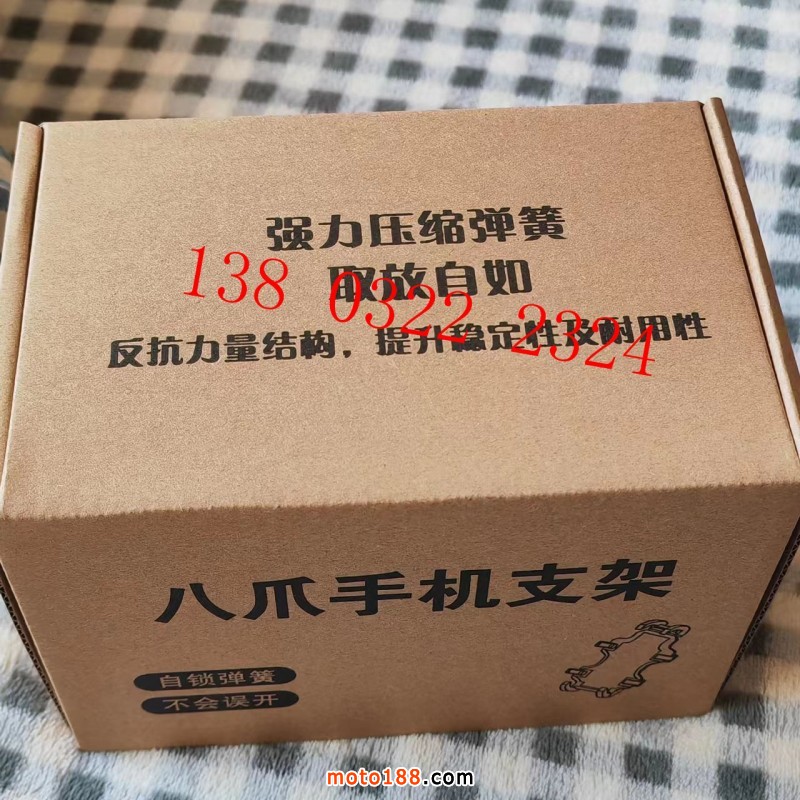 强力压缩弹簧
取放自如
138 0322 2324
反抗力量结构，提升稳定性及耐用性
八爪手机支架
自锁弹簧
不会误开
moto188.com